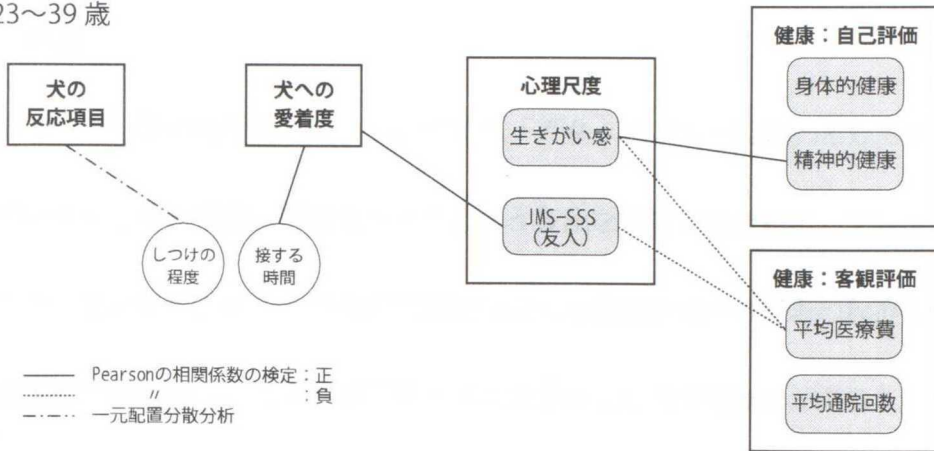 23〜39 歳
犬の
反応項目
犬への
愛着度
しつけの
程度
接する
時間
心理尺度
生きがい感
JMS-SSS
(友人)
健康：自己評価
身体的健康
精神的健康
健康：客観評価
平均医療費
平均通院回数
Pearsonの相関係数の検定：正
〃 ：負
一元配置分散分析